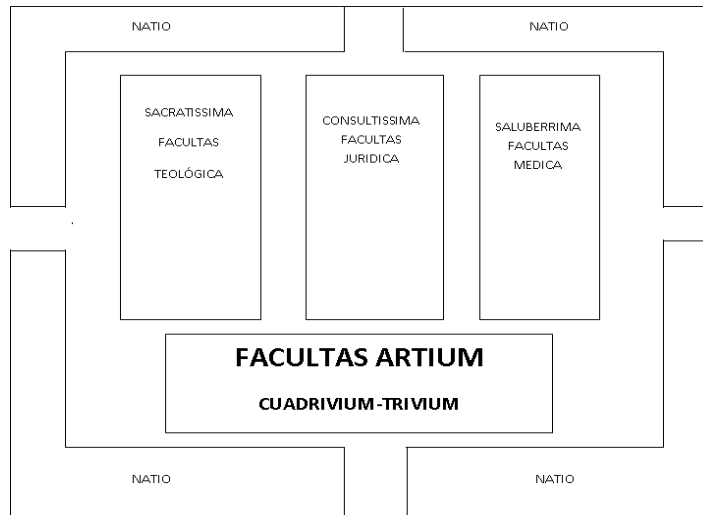 NATIO
NATIO
SACRATISSIMA
FACULTAS
TEOLÓGICA
CONSULTISSIMA
FACULTAS
JURIDICA
SALUBERRIMA
FACULTAS
MEDICA
FACULTAS ARTIUM
CUADRIVIUM-TRIVIUM
NATIO
NATIO